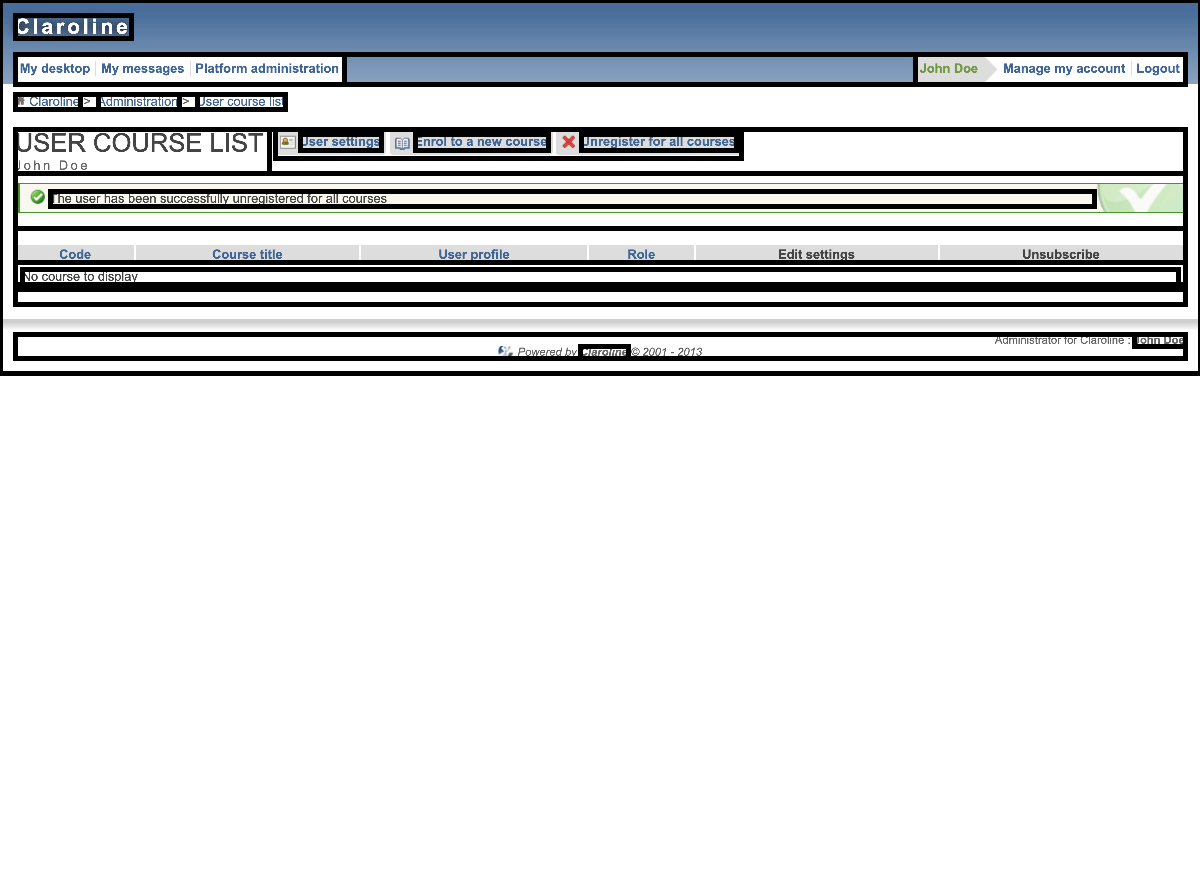 Claroline
My desktop My messages Platform administration John Doe Manage my account Logout
Claroline > Administration > User course list
USER COURSE LIST User settings Enrol to a new course Unregister for all courses
John Doe
The user has been successfully unregistered for all courses
Code Course title User profile Role Edit settings Unsubscribe
No course to display
Administrator for Claroline : John Doe
Powered by Claroline © 2001 - 2013